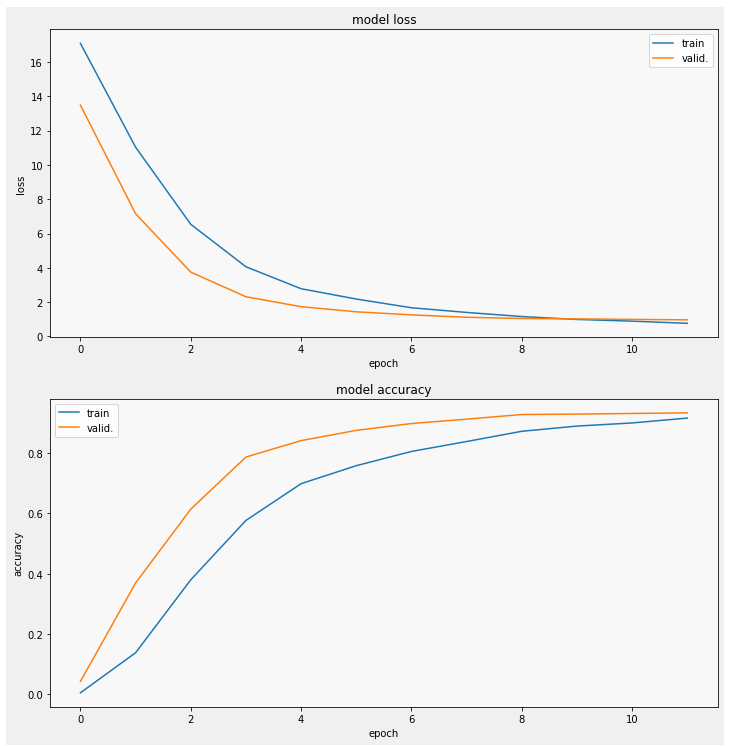 model loss
train
valid.
16
14
12
10
8
6
4
2
0
loss
0 2 4 6 8 10
epoch
model accuracy
train
valid.
0.8
0.6
0.4
0.2
0.0
accuracy
0 2 4 6 8 10
epoch